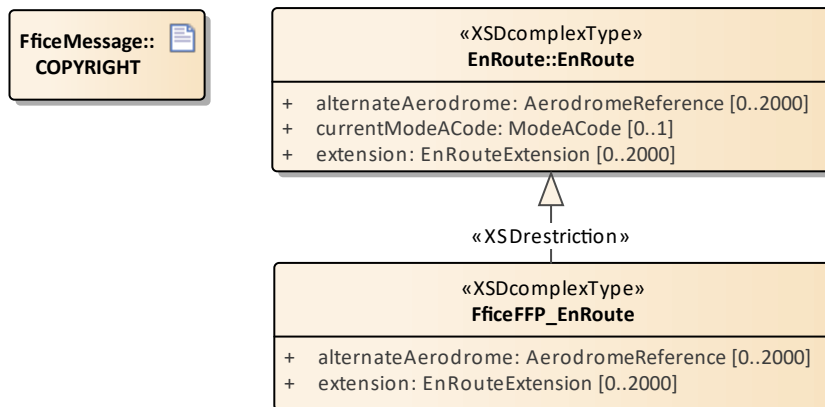 FficeMessage::
COPYRIGHT
«XSDcomplexType»
EnRoute::EnRoute
+ alternateAerodrome: AerodromeReference [0..2000]
+ currentModeACode: ModeACode [0..1]
+ extension: EnRouteExtension [0..2000]
«XSDrestriction»
«XSDcomplexType»
FficeFFP_EnRoute
+ alternateAerodrome: AerodromeReference [0..2000]
+ extension: EnRouteExtension [0..2000]